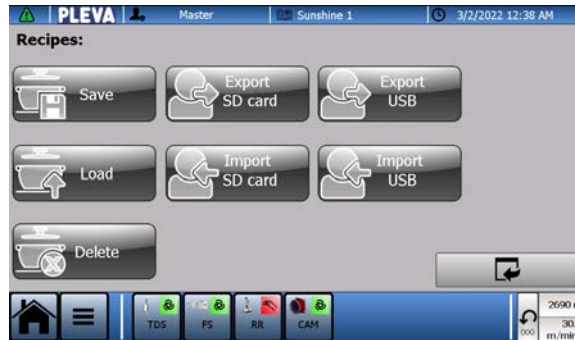 PLEVA Master Sunshine 1 3/2/2022 12:38 AM
Recipes:
Save
Export
SD card
Export
USB
Load
Import
SD card
Import
USB
Delete
TDS FS RR CAM
000
2690
30.
m/min